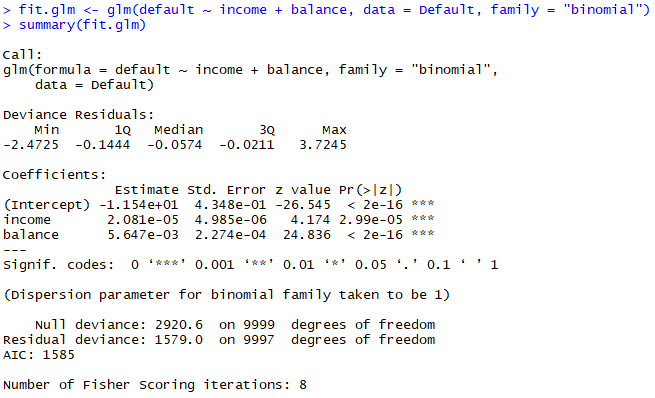 > fit.glm <- glm(default ~ income + balance, data = Default, family = "binomial")
> summary(fit.glm)

Call:
glm(formula = default ~ income + balance, family = "binomial",
    data = Default)

Deviance Residuals:
    Min       1Q   Median       3Q      Max
-2.4725  -0.1444  -0.0574  -0.0211   3.7245

Coefficients:
              Estimate Std. Error z value Pr(>|z|)
(Intercept) -1.154e+01  4.348e-01 -26.545  < 2e-16 ***
income       2.081e-05  4.985e-06   4.174 2.99e-05 ***
balance      5.647e-03  2.274e-04  24.836  < 2e-16 ***
---
Signif. codes:  0 ‘***’ 0.001 ‘**’ 0.01 ‘*’ 0.05 ‘.’ 0.1 ‘ ’ 1

(Dispersion parameter for binomial family taken to be 1)

    Null deviance: 2920.6  on 9999  degrees of freedom
Residual deviance: 1579.0  on 9997  degrees of freedom
AIC: 1585

Number of Fisher Scoring iterations: 8